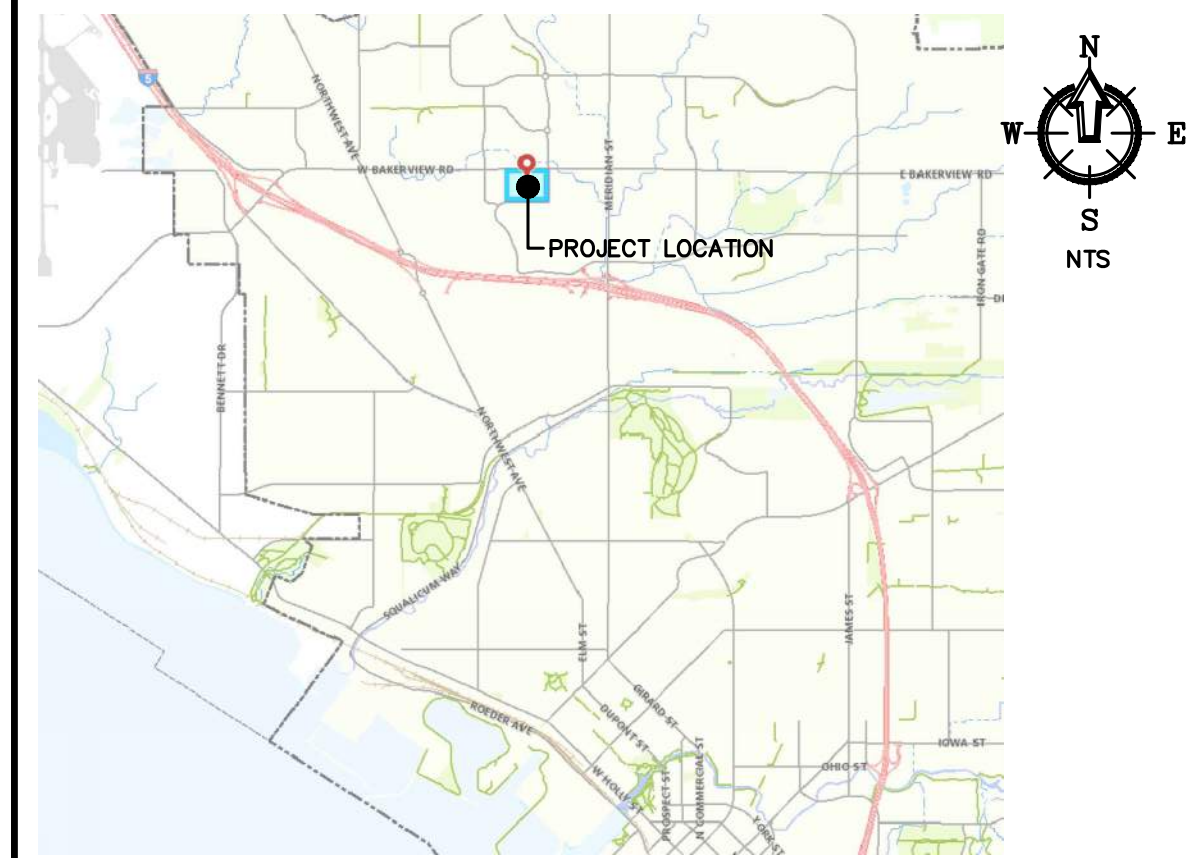 5
NORTHWEST AVE
W BAKERVIEW RD
MERIDIAN ST
E BAKERVIEW RD
PROJECT LOCATION
IRON GATE RD
BENNETT DR
NORTHWEST AVE
SQUALICUM WAY
ELM ST
JAMES ST
GIRARD ST
DUPONT ST
ROEDER AVE
W HOLLY ST
PROSPECT ST
N COMMERCIAL ST
IOWA ST
OHIO ST
YORK ST
N
W
E
S
NTS